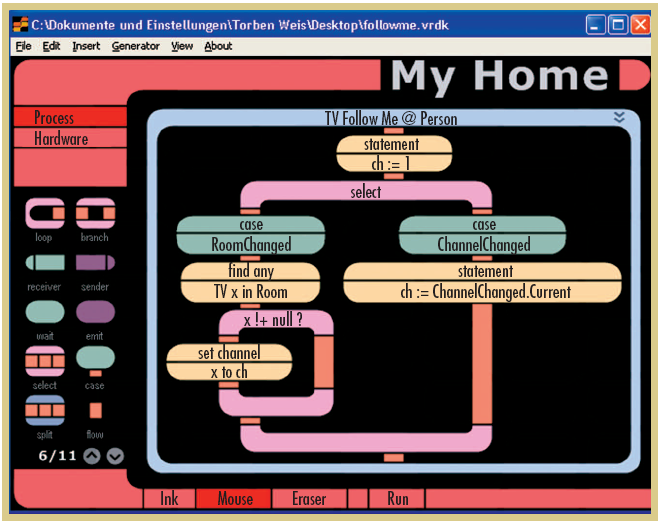 C:\Dokumente und Einstellungen\Torben Weis\Desktop\followme.vrdk
File Edit Insert Generator View About
My Home
Process
Hardware
TV Follow Me @ Person
statement
ch := 1
select
case
RoomChanged
case
ChannelChanged
find any
TV x in Room
statement
ch := ChannelChanged.Current
x !+ null ?
set channel
x to ch
loop branch
receiver sender
wait emit
select case
split flow
6/11
Ink Mouse Eraser Run